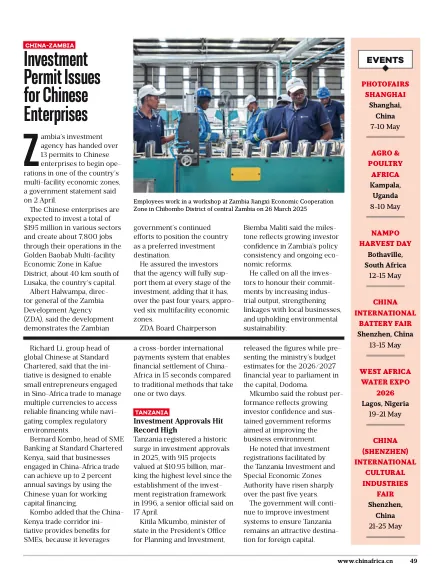 CHINA-ZAMBIA
Investment
Permit Issues
for Chinese
Enterprises
Zambia's investment
agency has handed over
13 permits to Chinese
enterprises to begin ope-
rations in one of the country's
multi-facility economic zones,
a government statement said
on 2 April.
The Chinese enterprises are
expected to invest a total of
$195 million in various sectors
and create about 7,800 jobs
through their operations in the
Golden Baobab Multi-facility
Economic Zone in Kafue
District, about 40 km south of
Lusaka, the country's capital.
Albert Halwampa, direc-
tor general of the Zambia
Development Agency
(ZDA), said the development
demonstrates the Zambian
Employees work in a workshop at Zambia Jiangxi Economic Cooperation
Zone in Chibombo District of central Zambia on 26 March 2025
government's continued
efforts to position the country
as a preferred investment
destination.
He assured the investors
that the agency will fully sup-
port them at every stage of the
investment, adding that it has,
over the past four years, appro-
ved six multifacility economic
zones.
ZDA Board Chairperson
Biemba Maliti said the miles-
tone reflects growing investor
confidence in Zambia's policy
consistency and ongoing eco-
nomic reforms.
He called on all the inves-
tors to honour their commit-
ments by increasing indus-
trial output, strengthening
linkages with local businesses,
and upholding environmental
sustainability.
Richard Li, group head of
global Chinese at Standard
Chartered, said that the ini-
tiative is designed to enable
small entrepreneurs engaged
in Sino-Africa trade to manage
multiple currencies to access
reliable financing while navi-
gating complex regulatory
environments.
Bernard Kombo, head of SME
Banking at Standard Chartered
Kenya, said that businesses
engaged in China-Africa trade
can achieve up to 2 percent
annual savings by using the
Chinese yuan for working
capital financing.
Kombo added that the China-
Kenya trade corridor ini-
tiative provides benefits for
SMEs, because it leverages
a cross-border international
payments system that enables
financial settlement of China-
Africa in 15 seconds compared
to traditional methods that take
one or two days.
TANZANIA
Investment Approvals Hit
Record High
Tanzania registered a historic
surge in investment approvals
in 2025, with 915 projects
valued at $10.95 billion, mar-
king the highest level since the
establishment of the invest-
ment registration framework
in 1996, a senior official said on
17 April.
Kitila Mkumbo, minister of
state in the President's Office
for Planning and Investment,
released the figures while pre-
senting the ministry's budget
estimates for the 2026/2027
financial year to parliament in
the capital, Dodoma.
Mkumbo said the robust per-
formance reflects growing
investor confidence and sus-
tained government reforms
aimed at improving the
business environment.
He noted that investment
registrations facilitated by
the Tanzania Investment and
Special Economic Zones
Authority have risen sharply
over the past five years.
The government will conti-
nue to improve investment
systems to ensure Tanzania
remains an attractive destina-
tion for foreign capital.
EVENTS
PHOTOFAIRS
SHANGHAI
Shanghai,
China
7-10 May
AGRO &
POULTRY
AFRICA
Kampala,
Uganda
8-10 May
NAMPO
HARVEST DAY
Bothaville,
South Africa
12-15 May
CHINA
INTERNATIONAL
BATTERY FAIR
Shenzhen, China
13-15 May
WEST AFRICA
WATER EXPO
2026
Lagos, Nigeria
19-21 May
CHINA
(SHENZHEN)
INTERNATIONAL
CULTURAL
INDUSTRIES
FAIR
Shenzhen,
China
21-25 May
www.chinafrica.cn 49